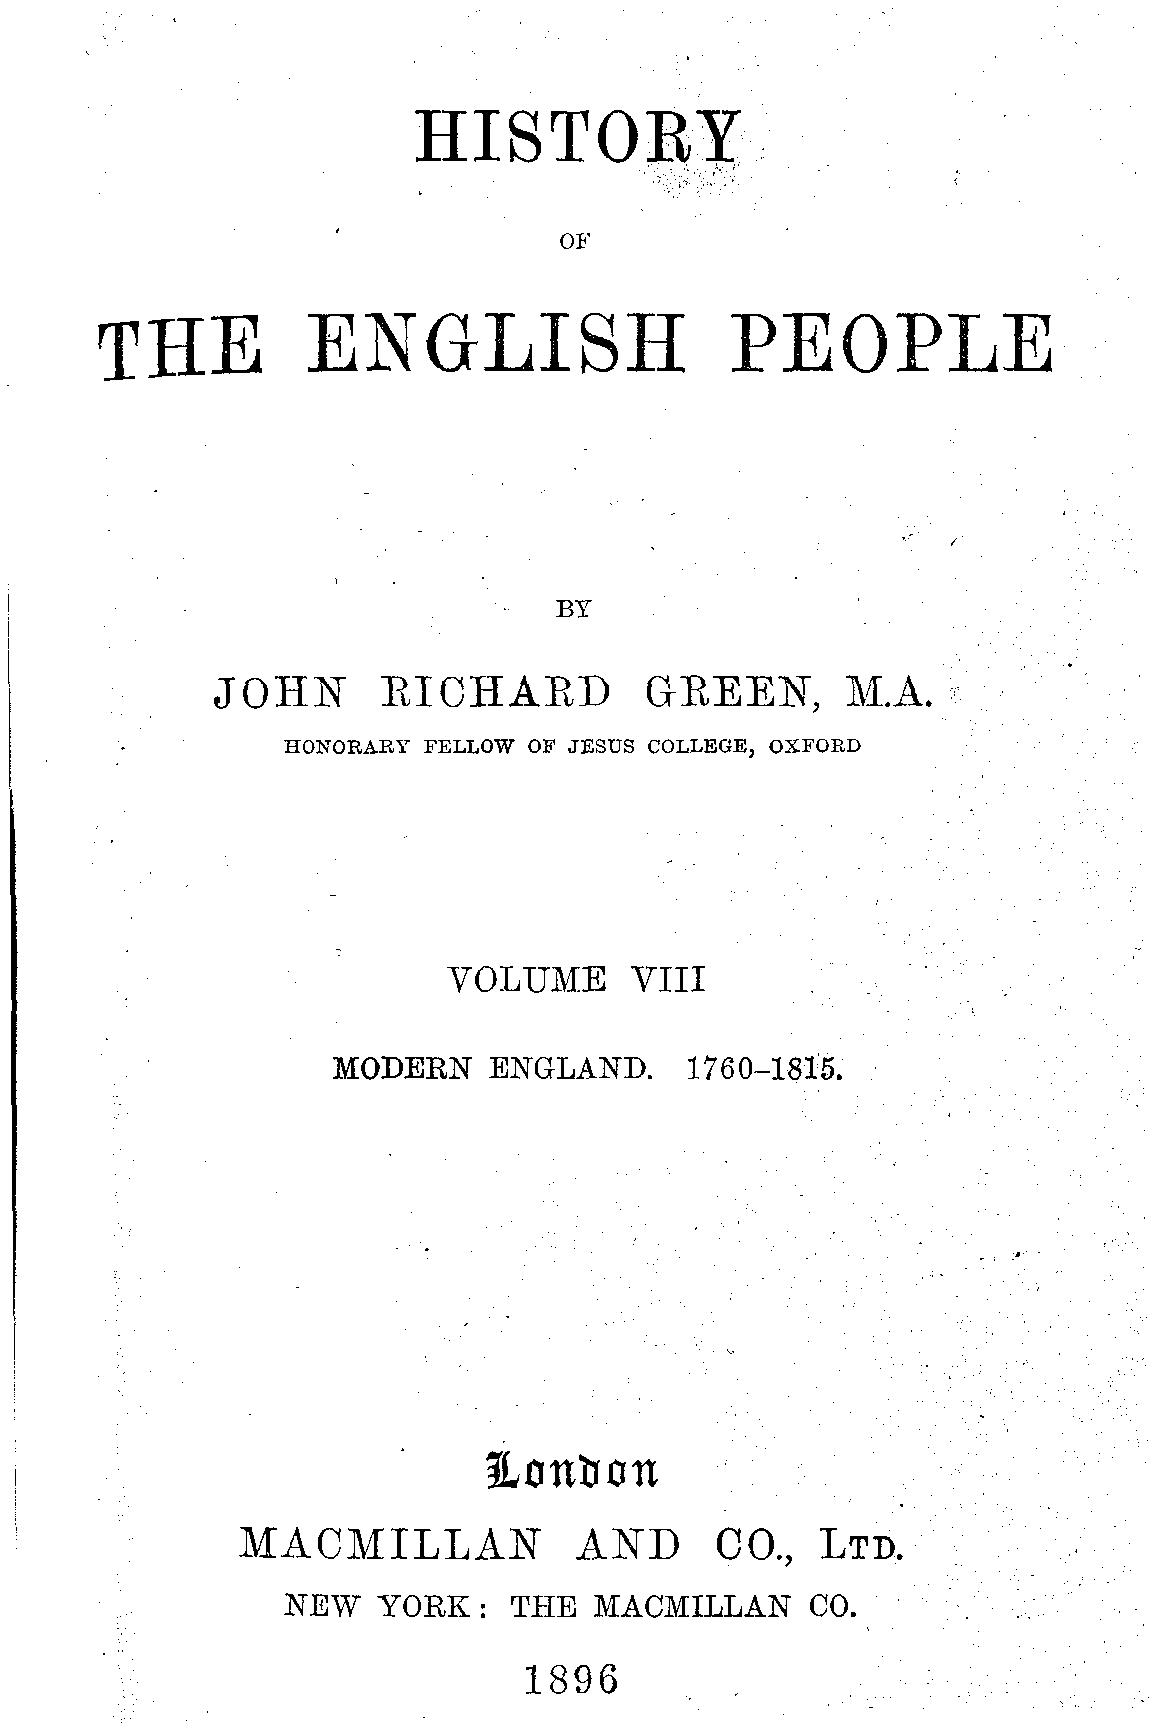 HISTORY
OF
THE ENGLISH PEOPLE
BY
JOHN RICHARD GREEN, M.A.
HONORARY FELLOW OF JESUS COLLEGE, OXFORD
VOLUME VIII
MODERN ENGLAND. 1760–1815.
London
MACMILLAN AND CO., LTD.
NEW YORK: THE MACMILLAN CO.
1896